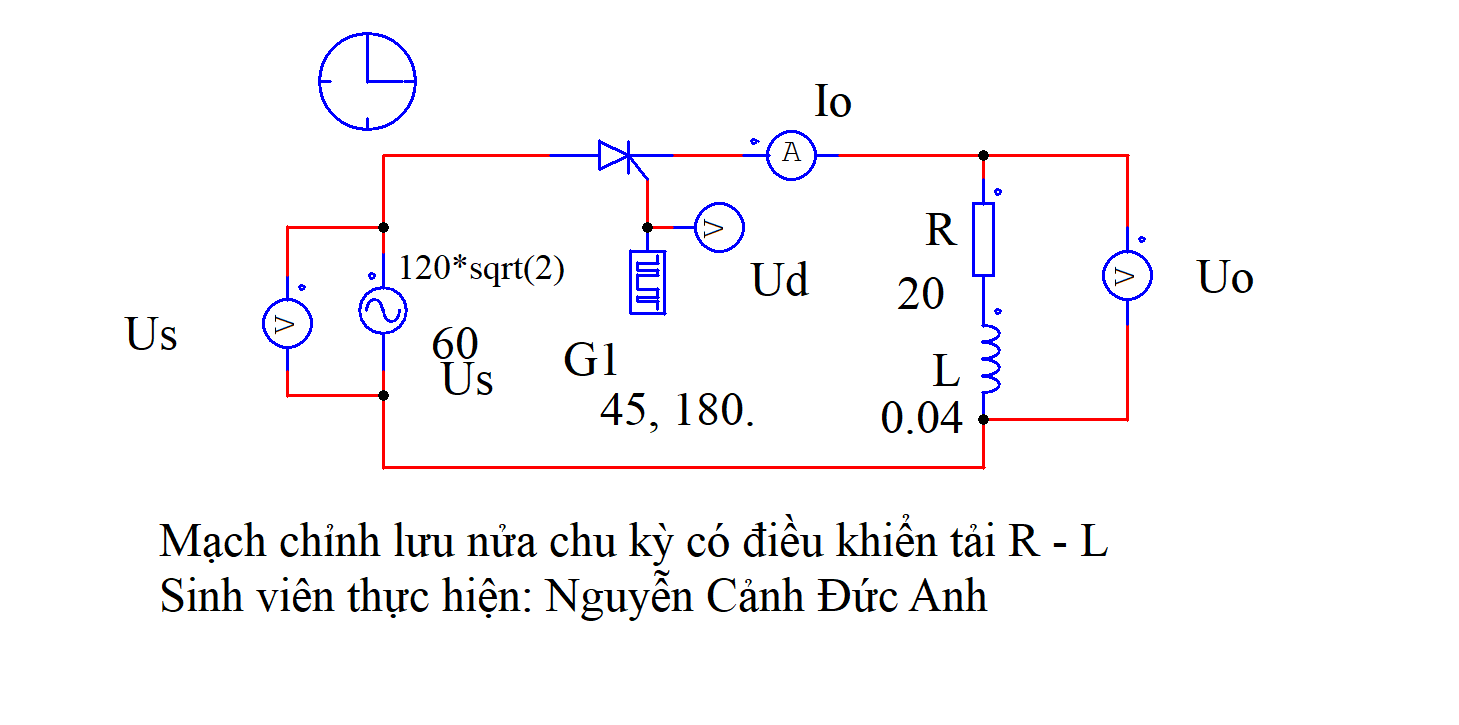 Io
A
R
20
120*sqrt(2)
V
Ud
V
Uo
Us
V
60
Us
G1
45, 180.
L
0.04
Mạch chỉnh lưu nửa chu kỳ có điều khiển tải R - L
Sinh viên thực hiện: Nguyễn Cảnh Đức Anh